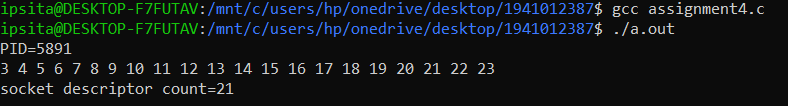 ipsita@DESKTOP-F7FUTAV:/mnt/c/users/hp/onedrive/desktop/1941012387$ gcc assignment4.c
ipsita@DESKTOP-F7FUTAV:/mnt/c/users/hp/onedrive/desktop/1941012387$ ./a.out
PID=5891
3 4 5 6 7 8 9 10 11 12 13 14 15 16 17 18 19 20 21 22 23
socket descriptor count=21